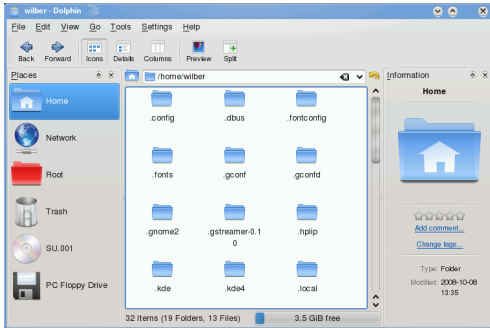 wilber - Dolphin
File Edit View Go Tools Settings Help
Back Forward Icons Details Columns Preview Split
Places
/home/wilber
Information
Home
Network
Root
Trash
SU.001
PC Floppy Drive
.config .dbus .fontconfig
.fonts .gconf .gconfd
.gnome2 .gstreamer-0.1
0
.hplip
.kde .kde4 .local
32 Items (19 Folders, 13 Files)
3.5 GiB free
Home
Add comment...
Change tags...
Type: Folder
Modified: 2008-10-08
13:35